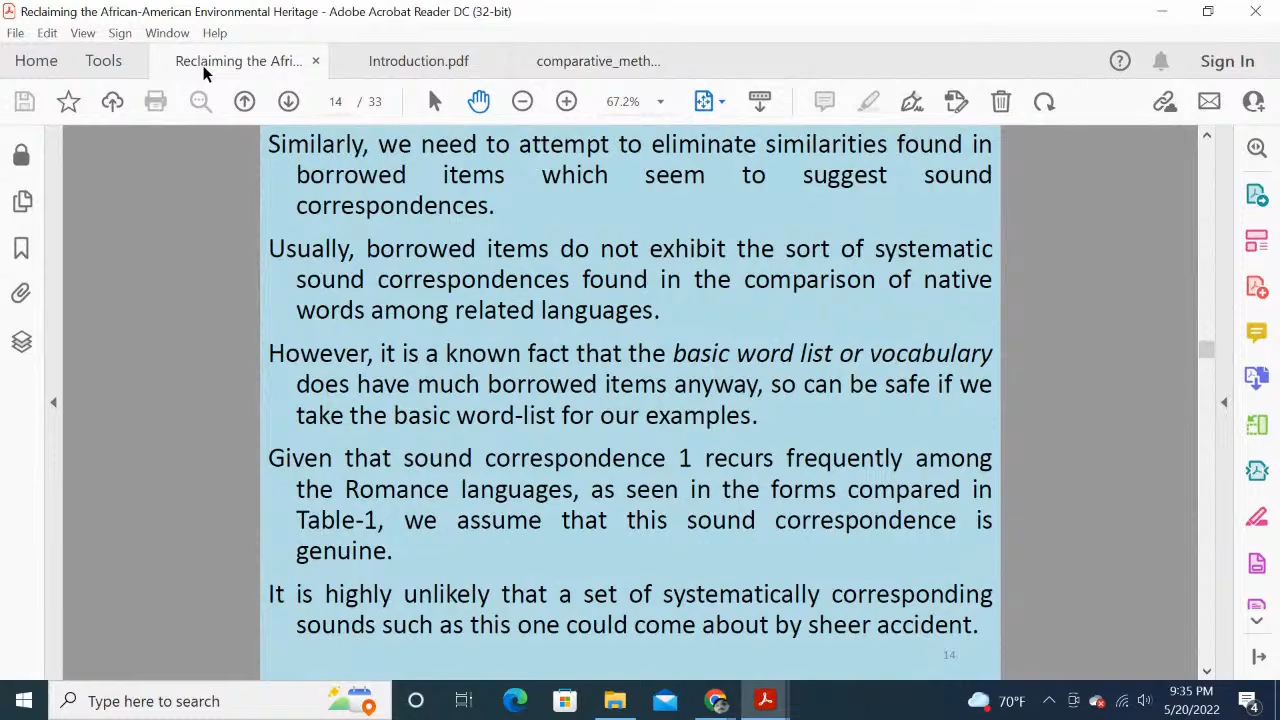 Reclaiming the African-American Environmental Heritage - Adobe Acrobat Reader DC (32-bit)
File Edit View Sign Window Help
Home Tools Reclaiming the Afri... × Introduction.pdf comparative_meth... Sign In
14 / 33 67.2%
Similarly, we need to attempt to eliminate similarities found in
borrowed items which seem to suggest sound
correspondences.
Usually, borrowed items do not exhibit the sort of systematic
sound correspondences found in the comparison of native
words among related languages.
However, it is a known fact that the basic word list or vocabulary
does have much borrowed items anyway, so can be safe if we
take the basic word-list for our examples.
Given that sound correspondence 1 recurs frequently among
the Romance languages, as seen in the forms compared in
Table-1, we assume that this sound correspondence is
genuine.
It is highly unlikely that a set of systematically corresponding
sounds such as this one could come about by sheer accident.
14
Type here to search
70°F
9:35 PM
5/20/2022
4